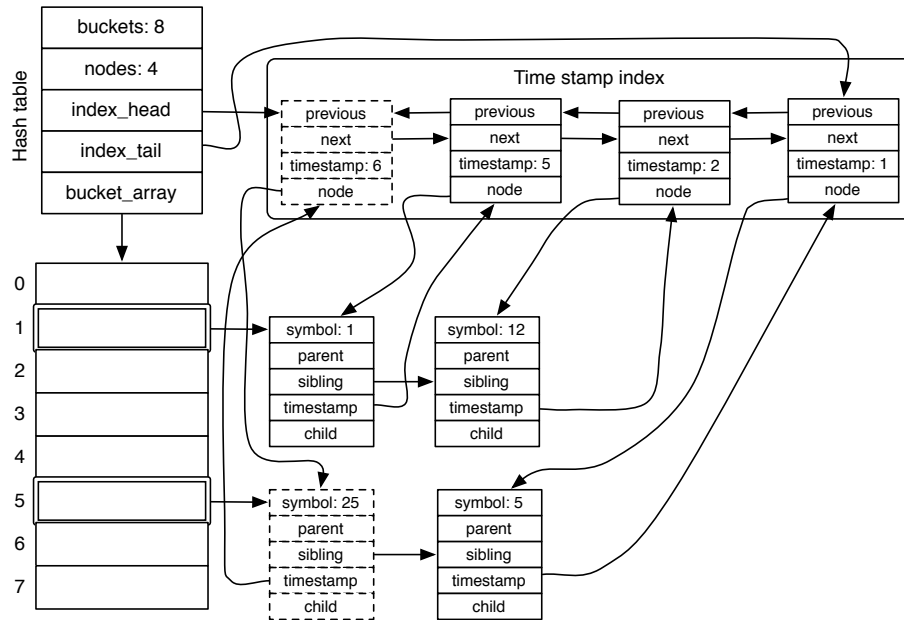 Hash table
buckets: 8
nodes: 4
index_head
index_tail
bucket_array
Time stamp index
previous
next
timestamp: 6
node
previous
next
timestamp: 5
node
previous
next
timestamp: 2
node
previous
next
timestamp: 1
node
0
1
2
3
4
5
6
7
symbol: 1
parent
sibling
timestamp
child
symbol: 12
parent
sibling
timestamp
child
symbol: 25
parent
sibling
timestamp
child
symbol: 5
parent
sibling
timestamp
child